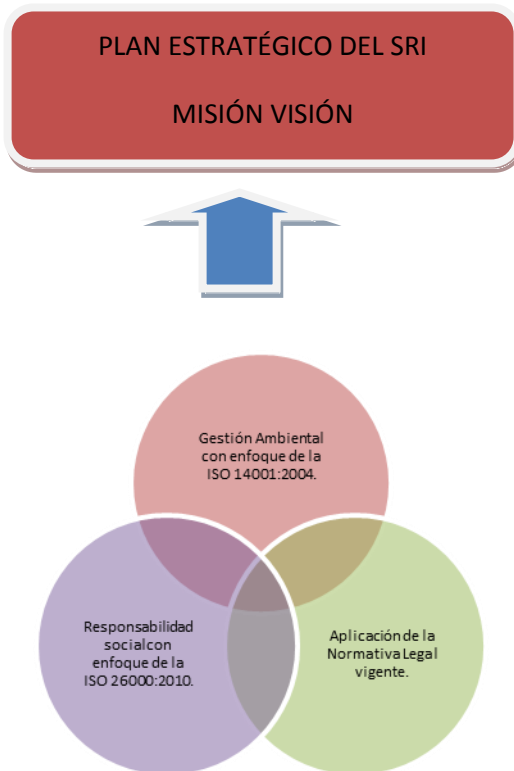 PLAN ESTRATÉGICO DEL SRI
MISIÓN VISIÓN
Gestión Ambiental
con enfoque de la
ISO 14001:2004.
Responsabilidad
socialcon
enfoque de la
ISO 26000:2010.
Aplicación de la
Normativa Legal
vigente.